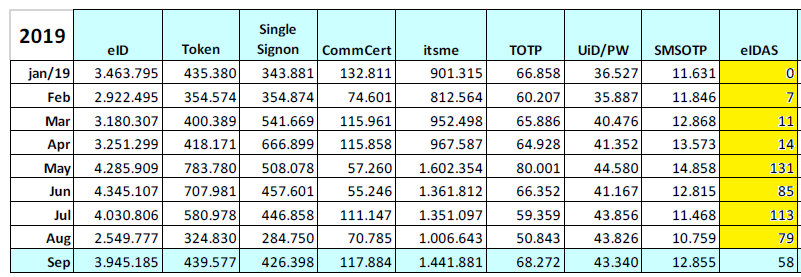 2019 eID Token Single Signon CommCert itsme TOTP UiD/PW SMSOTP eIDAS
jan/19 3.463.795 435.380 343.881 132.811 901.315 66.858 36.527 11.631 0
Feb 2.922.495 354.574 354.874 74.601 812.564 60.207 35.887 11.846 7
Mar 3.180.307 400.389 541.669 115.961 952.498 65.886 40.476 12.868 11
Apr 3.251.299 418.171 666.899 115.858 967.587 64.928 41.352 13.573 14
May 4.285.909 783.780 508.078 57.260 1.602.354 80.001 44.580 14.858 131
Jun 4.345.107 707.981 457.601 55.246 1.361.812 66.352 41.167 12.815 85
Jul 4.030.806 580.978 446.858 111.147 1.351.097 59.359 43.856 11.468 113
Aug 2.549.777 324.830 284.750 70.785 1.006.643 50.843 43.826 10.759 79
Sep 3.945.185 439.577 426.398 117.884 1.441.881 68.272 43.340 12.855 58